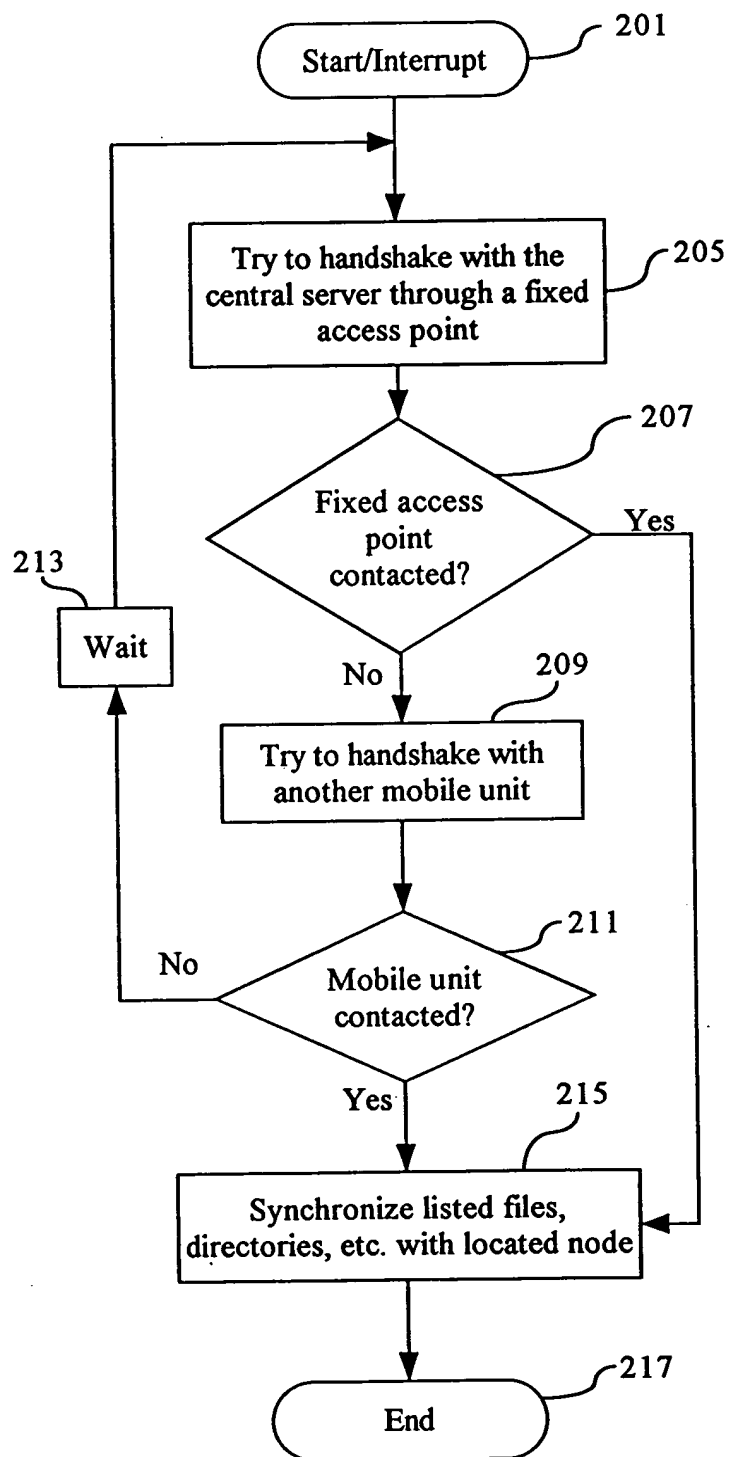 201
Start/Interrupt
Try to handshake with the
central server through a fixed
access point
205
207
Fixed access
point
contacted?
Yes
213
Wait
No
209
Try to handshake with
another mobile unit
211
No
Mobile unit
contacted?
Yes
215
Synchronize listed files,
directories, etc. with located node
217
End